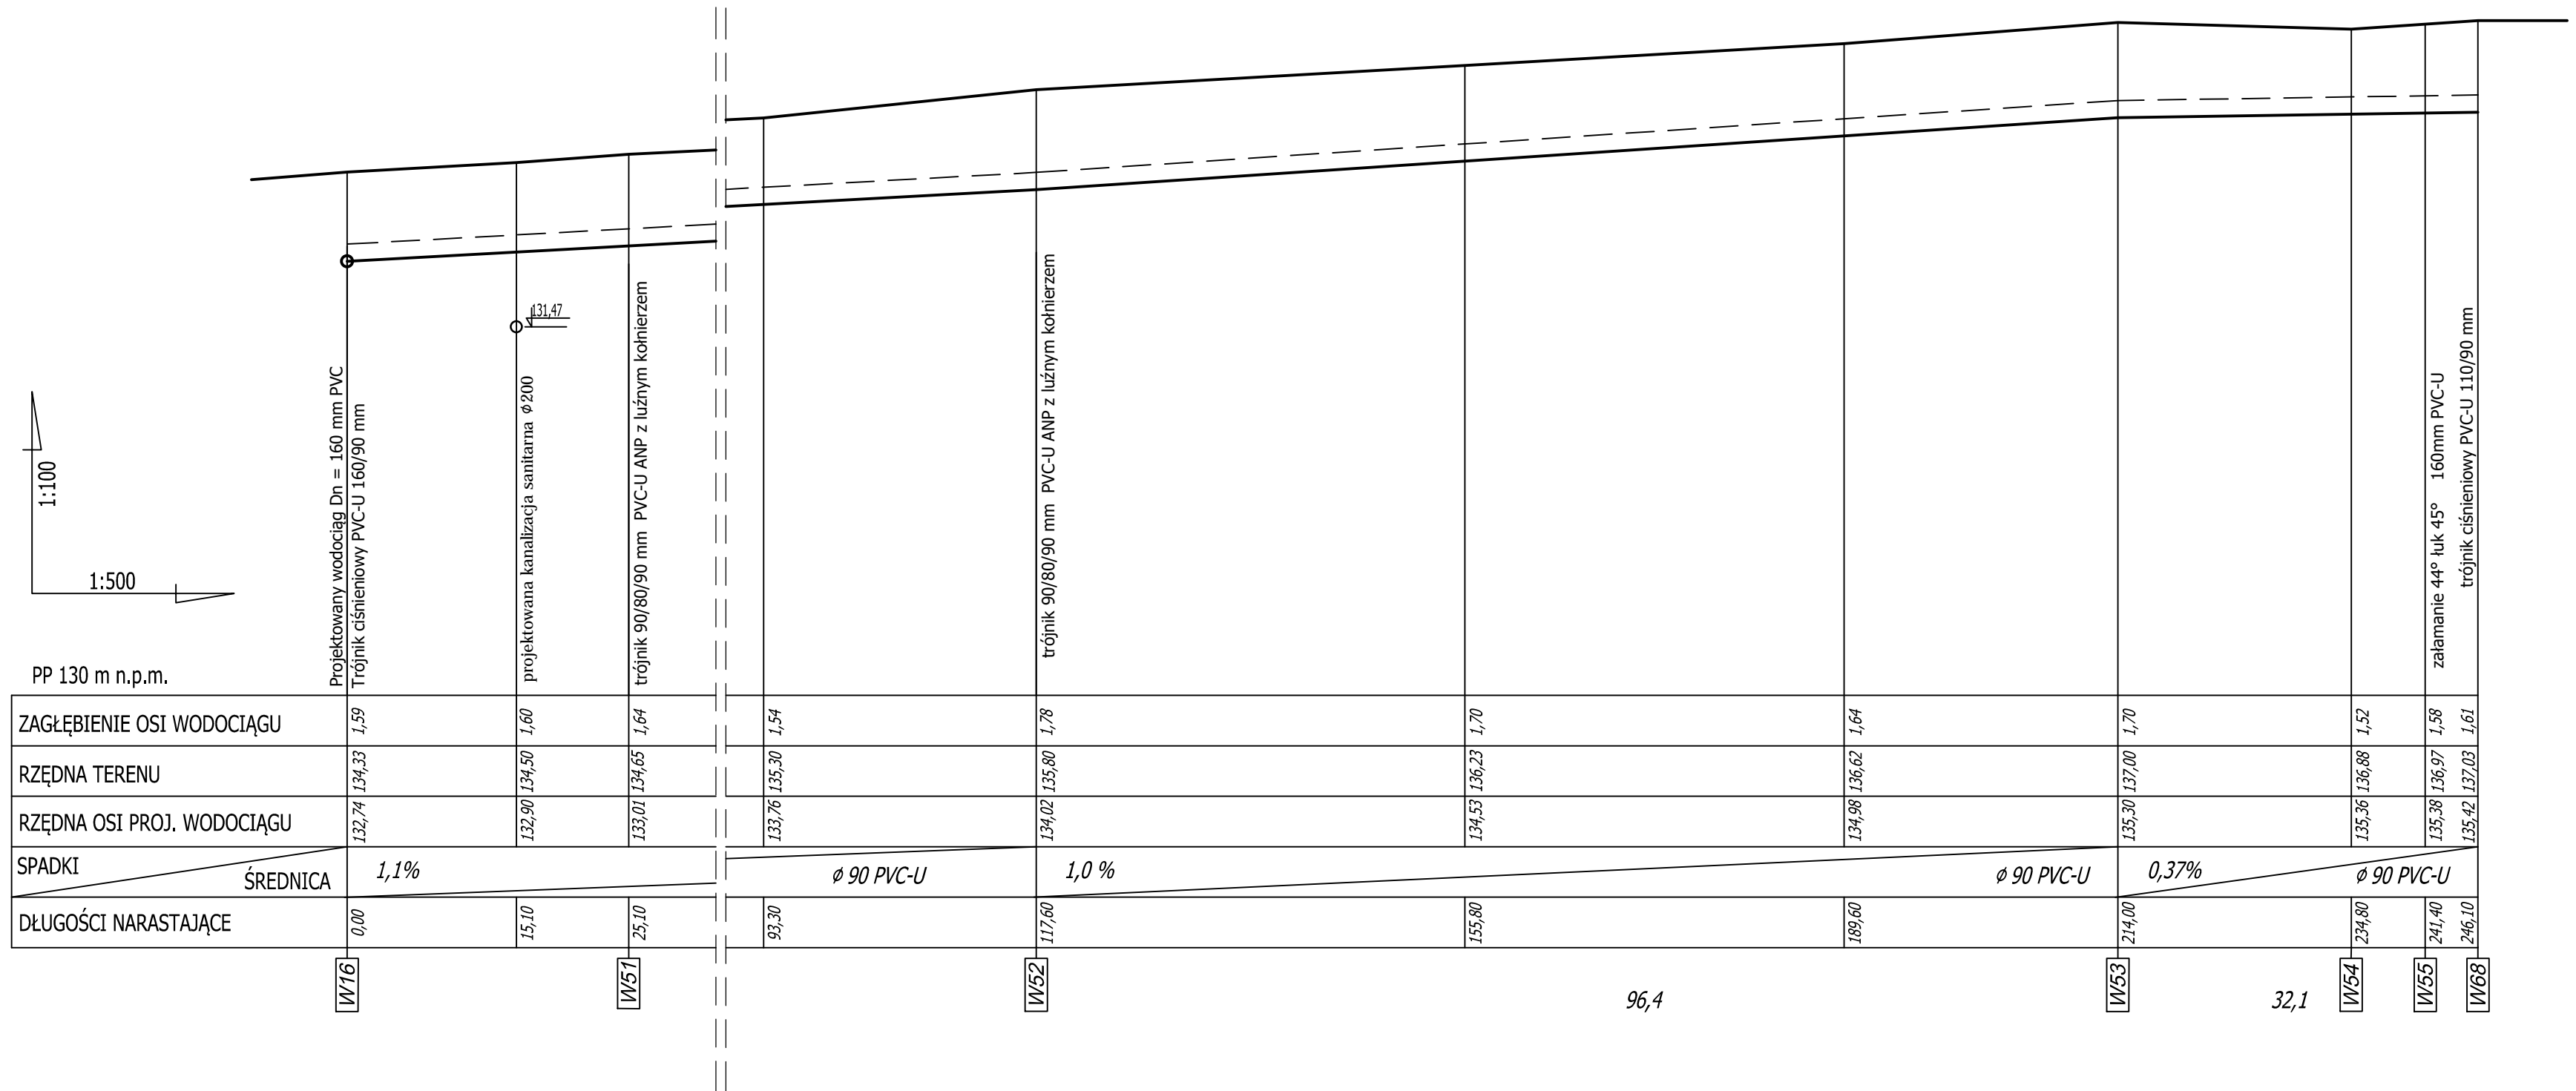 131,47
Projektowany wodociąg Dn = 160 mm PVC
Trójnik ciśnieniowy PVC-U 160/90 mm
projektowana kanalizacja sanitarna ϕ200
trójnik 90/80/90 mm PVC-U ANP z luźnym kołnierzem
trójnik 90/80/90 mm PVC-U ANP z luźnym kołnierzem
załamanie 44° łuk 45° 160mm PVC-U
trójnik ciśnieniowy PVC-U 110/90 mm
1:100
1:500
PP 130 m n.p.m.
ZAGŁĘBIENIE OSI WODOCIĄGU 1,59 1,60 1,64 1,54 1,78 1,70 1,64 1,70 1,52 1,58 1,61
RZĘDNA TERENU 134,33 134,50 134,65 135,30 135,80 136,23 136,62 137,00 136,88 136,97 137,03
RZĘDNA OSI PROJ. WODOCIĄGU 132,74 132,90 133,01 133,76 134,02 134,53 134,98 135,30 135,36 135,38 135,42
SPADKI ŚREDNICA 1,1% ϕ 90 PVC-U 1,0 % ϕ 90 PVC-U 0,37% ϕ 90 PVC-U
DŁUGOŚCI NARASTAJĄCE 0,00 15,10 25,10 93,30 117,60 155,80 189,60 214,00 234,80 241,40 246,10
W16 W51 W52 W53 W54 W55 W68
96,4 32,1